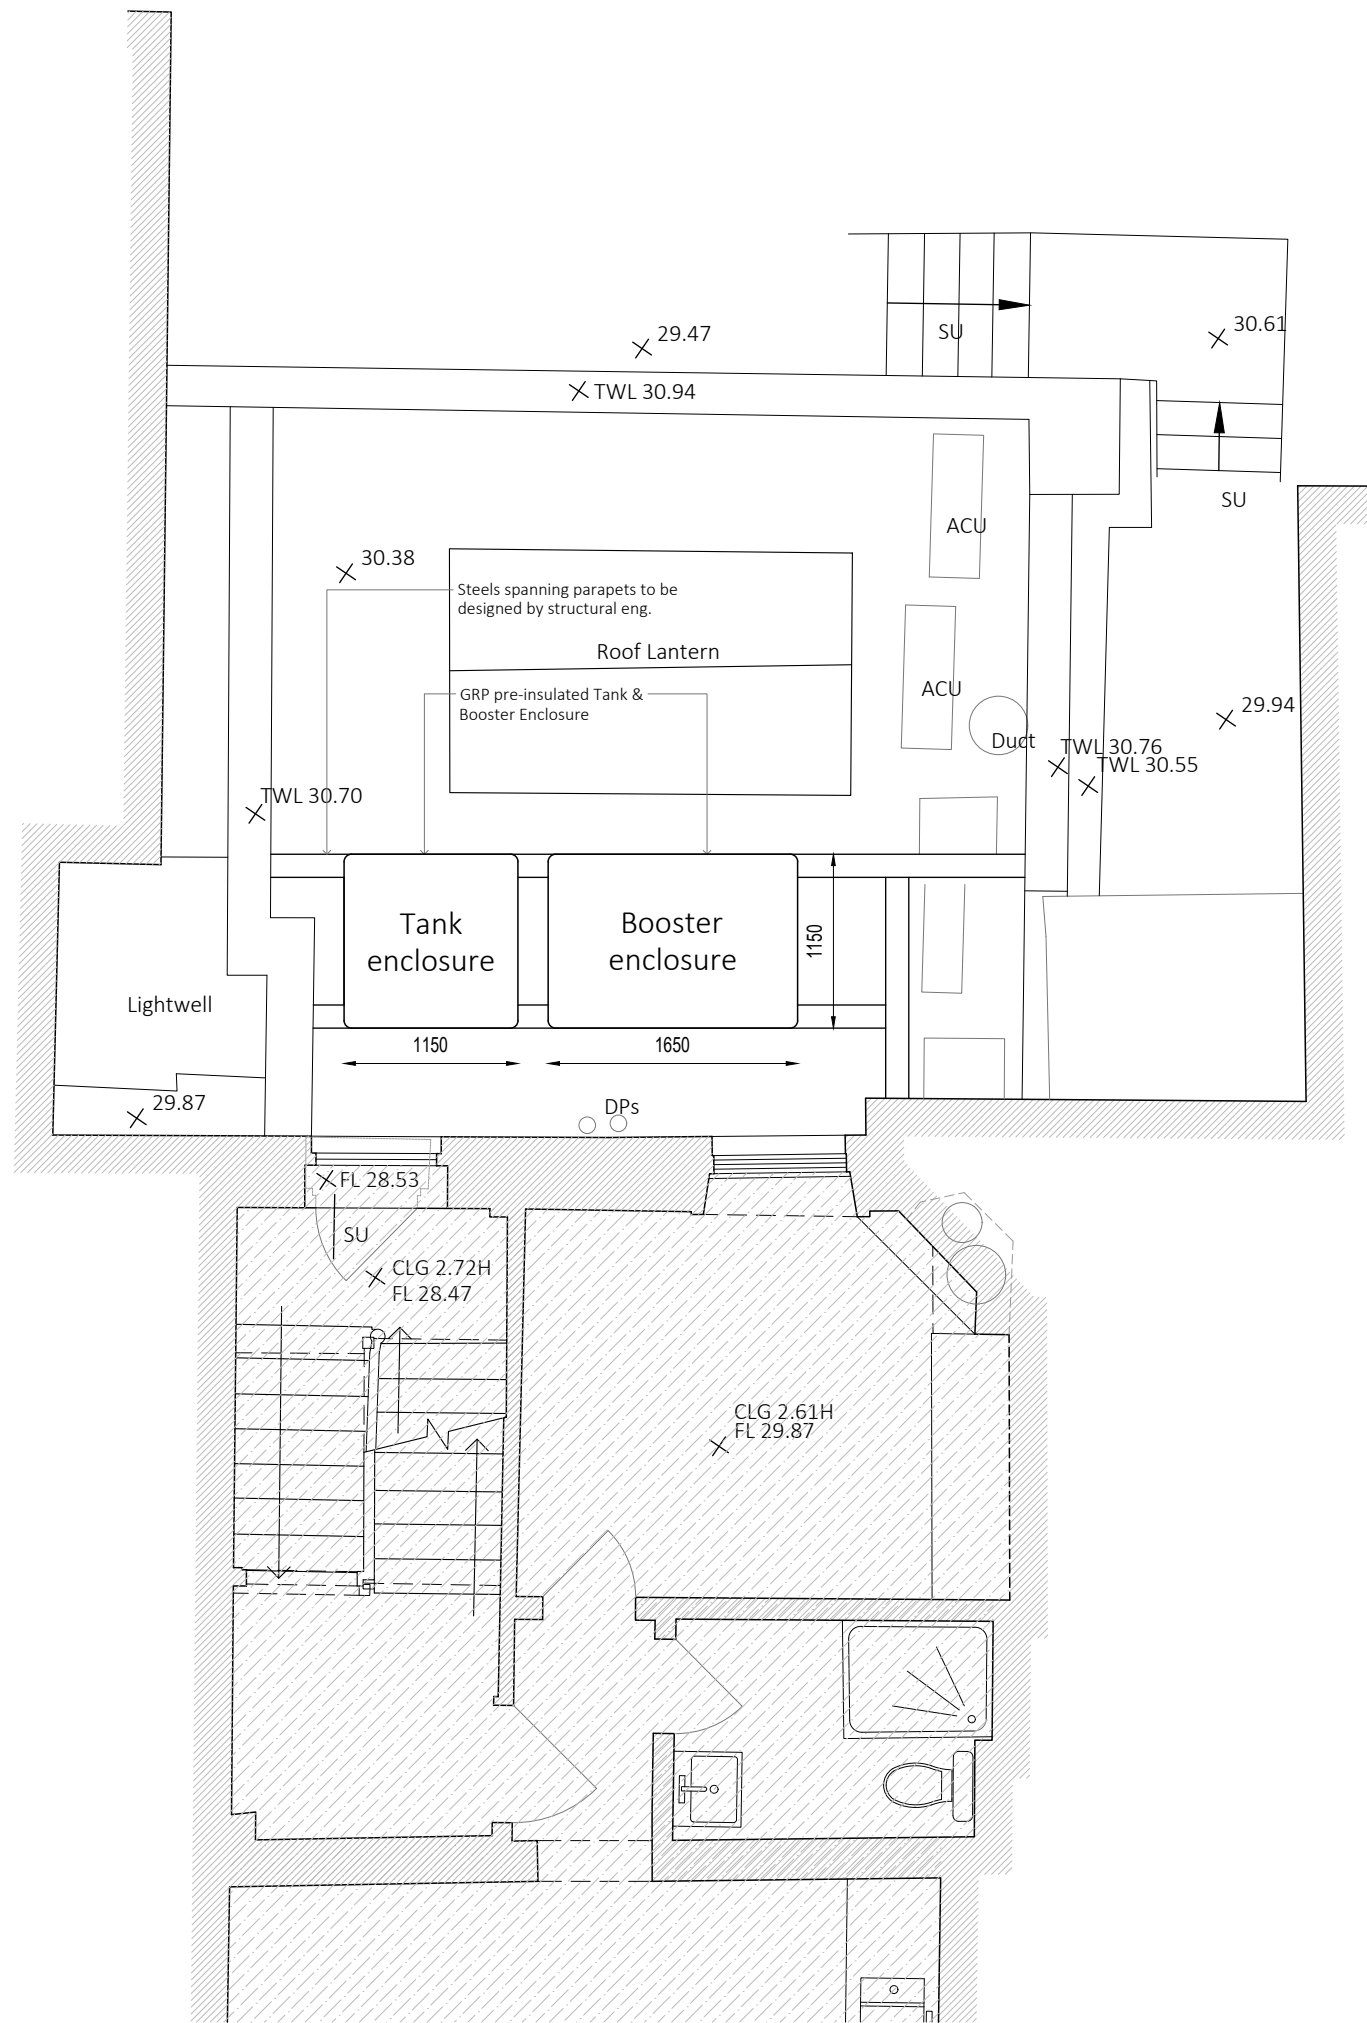 29.47
30.61
SU
TWL 30.94
SU
ACU
30.38
Steels spanning parapets to be
designed by structural eng.
Roof Lantern
ACU
GRP pre-insulated Tank &
Booster Enclosure
29.94
Duct
TWL 30.76
TWL 30.55
TWL 30.70
Tank
enclosure
Booster
enclosure
1150
Lightwell
1150
1650
29.87
DPs
FL 28.53
SU
CLG 2.72H
FL 28.47
CLG 2.61H
FL 29.87